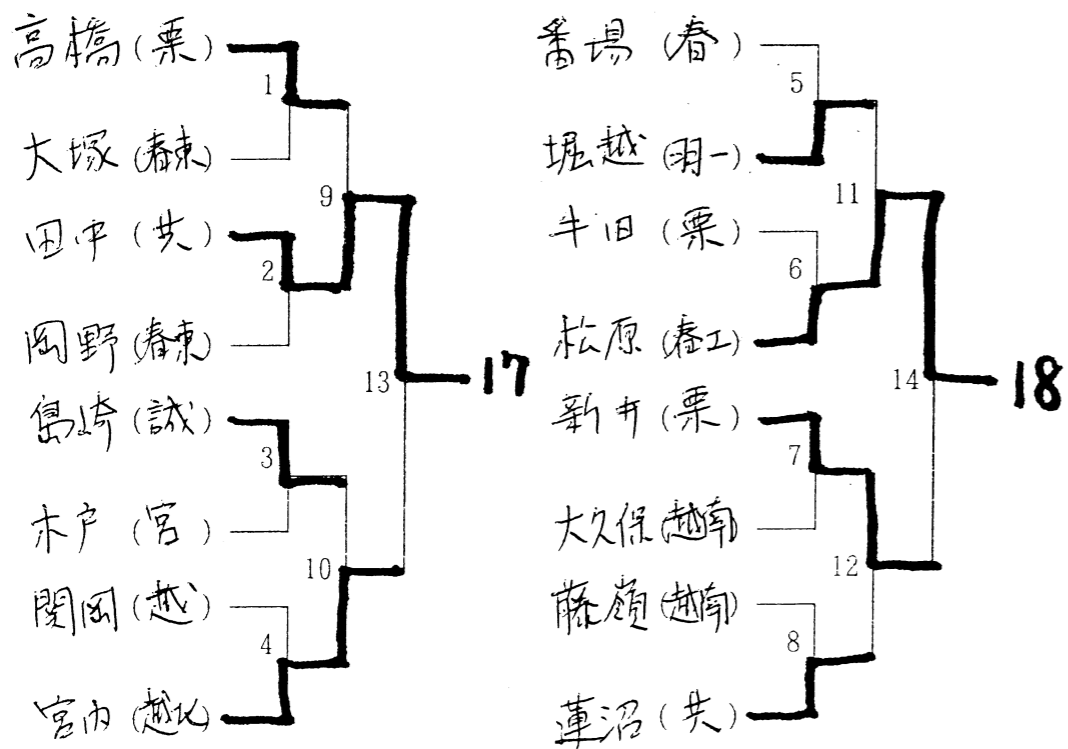 高橋（栗）
1
大塚（春東）
9
田中（共）
2
岡野（春東）
13
17
島崎（誠）
3
木戸（宮）
10
関岡（越）
4
宮内（越北）
番場（春）
5
堀越（羽一）
11
牛田（栗）
6
松原（春工）
14
18
新井（栗）
7
大久保（越南）
12
藤嶺（越南）
8
蓮沼（共）